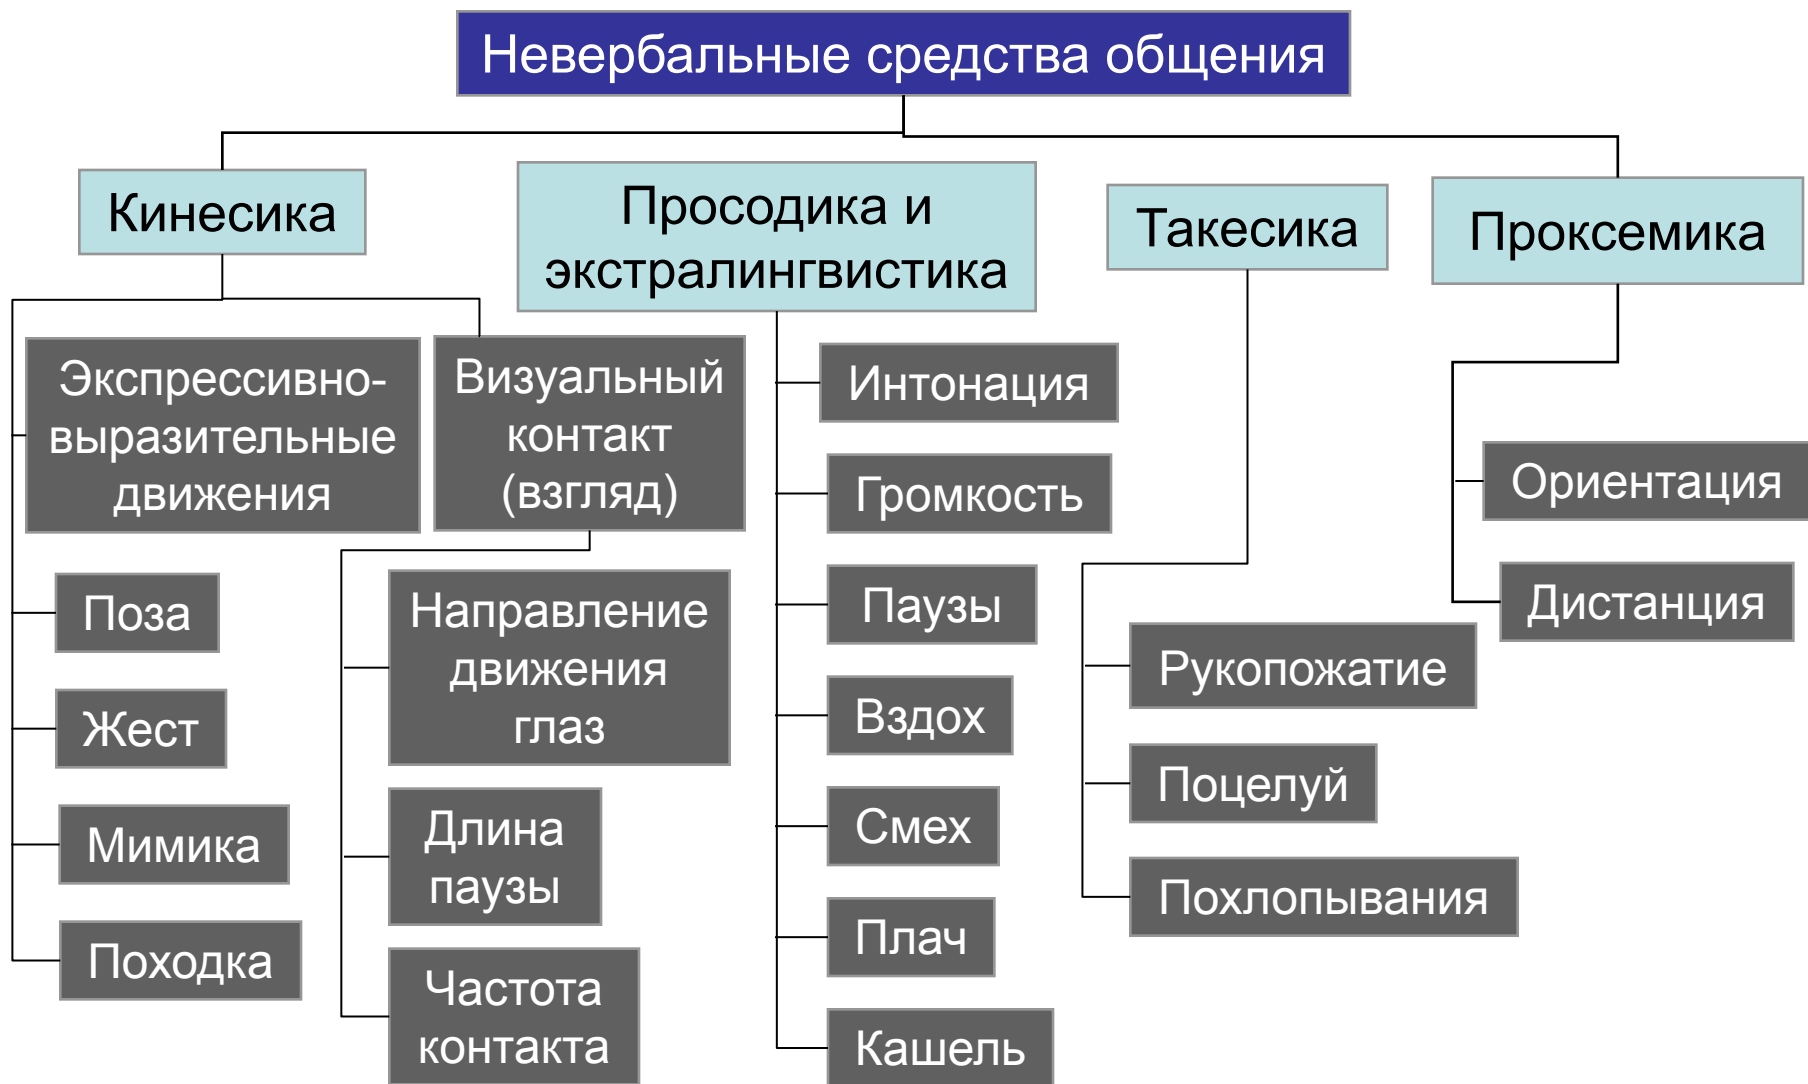 Невербальные средства общения
Кинесика
Просодика и
экстралингвистика
Такесика
Проксемика
Экспрессивно-
выразительные
движения
Поза
Жест
Мимика
Походка
Визуальный
контакт
(взгляд)
Направление
движения
глаз
Длина
паузы
Частота
контакта
Интонация
Громкость
Паузы
Вздох
Смех
Плач
Кашель
Рукопожатие
Поцелуй
Похлопывания
Ориентация
Дистанция